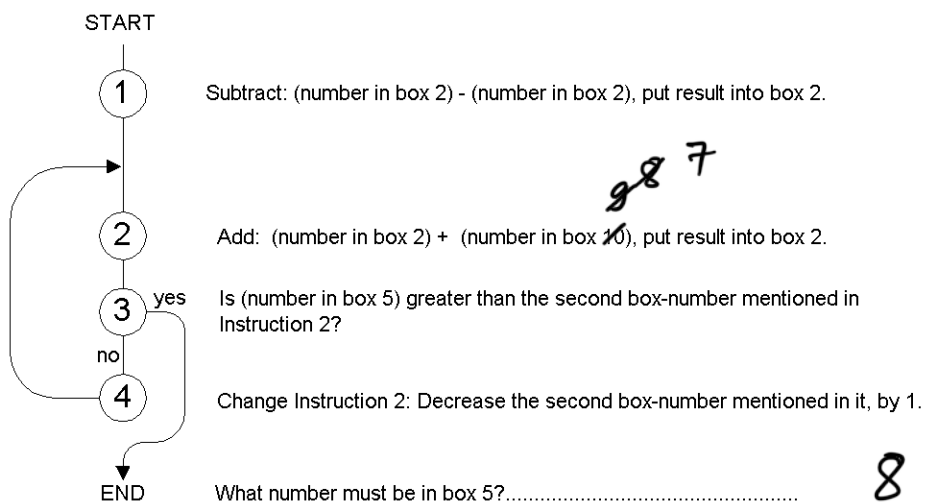 START
1 Subtract: (number in box 2) - (number in box 2), put result into box 2.
9 8 7
2 Add: (number in box 2) + (number in box 10), put result into box 2.
3 yes Is (number in box 5) greater than the second box-number mentioned in
Instruction 2?
no
4 Change Instruction 2: Decrease the second box-number mentioned in it, by 1.
END What number must be in box 5?................................................... 8